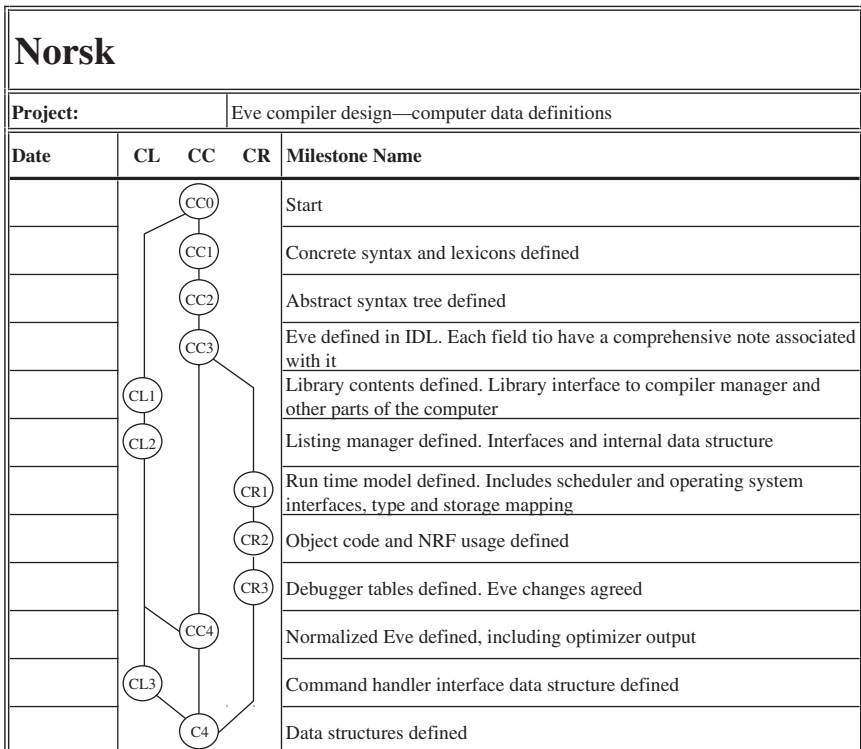 Norsk
Project: Eve compiler design—computer data definitions
Date CL CC CR Milestone Name
CC0 Start
CC1 Concrete syntax and lexicons defined
CC2 Abstract syntax tree defined
CC3 Eve defined in IDL. Each field tio have a comprehensive note associated
with it
CL1 Library contents defined. Library interface to compiler manager and
other parts of the computer
CL2 Listing manager defined. Interfaces and internal data structure
CR1 Run time model defined. Includes scheduler and operating system
interfaces, type and storage mapping
CR2 Object code and NRF usage defined
CR3 Debugger tables defined. Eve changes agreed
CC4 Normalized Eve defined, including optimizer output
CL3 Command handler interface data structure defined
C4 Data structures defined